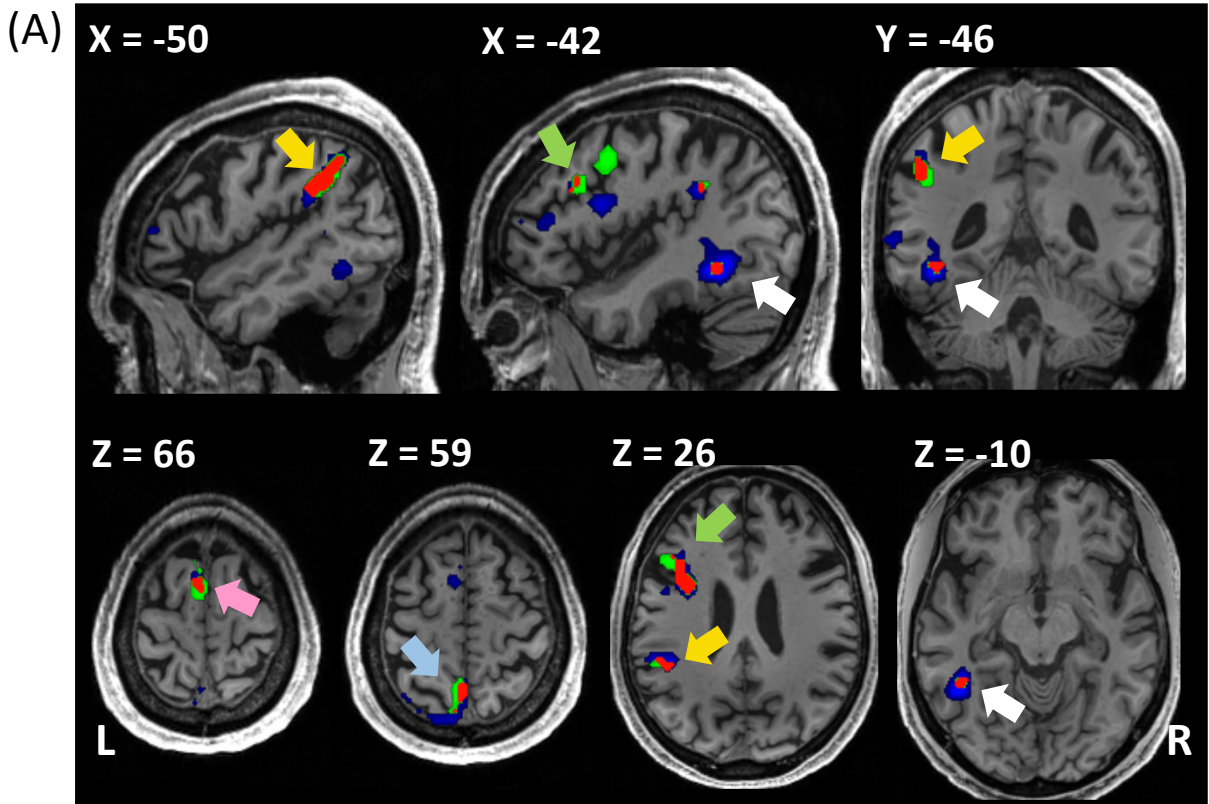 (A)
X = -50
X = -42
Y = -46
Z = 66
Z = 59
Z = 26
Z = -10
L
R